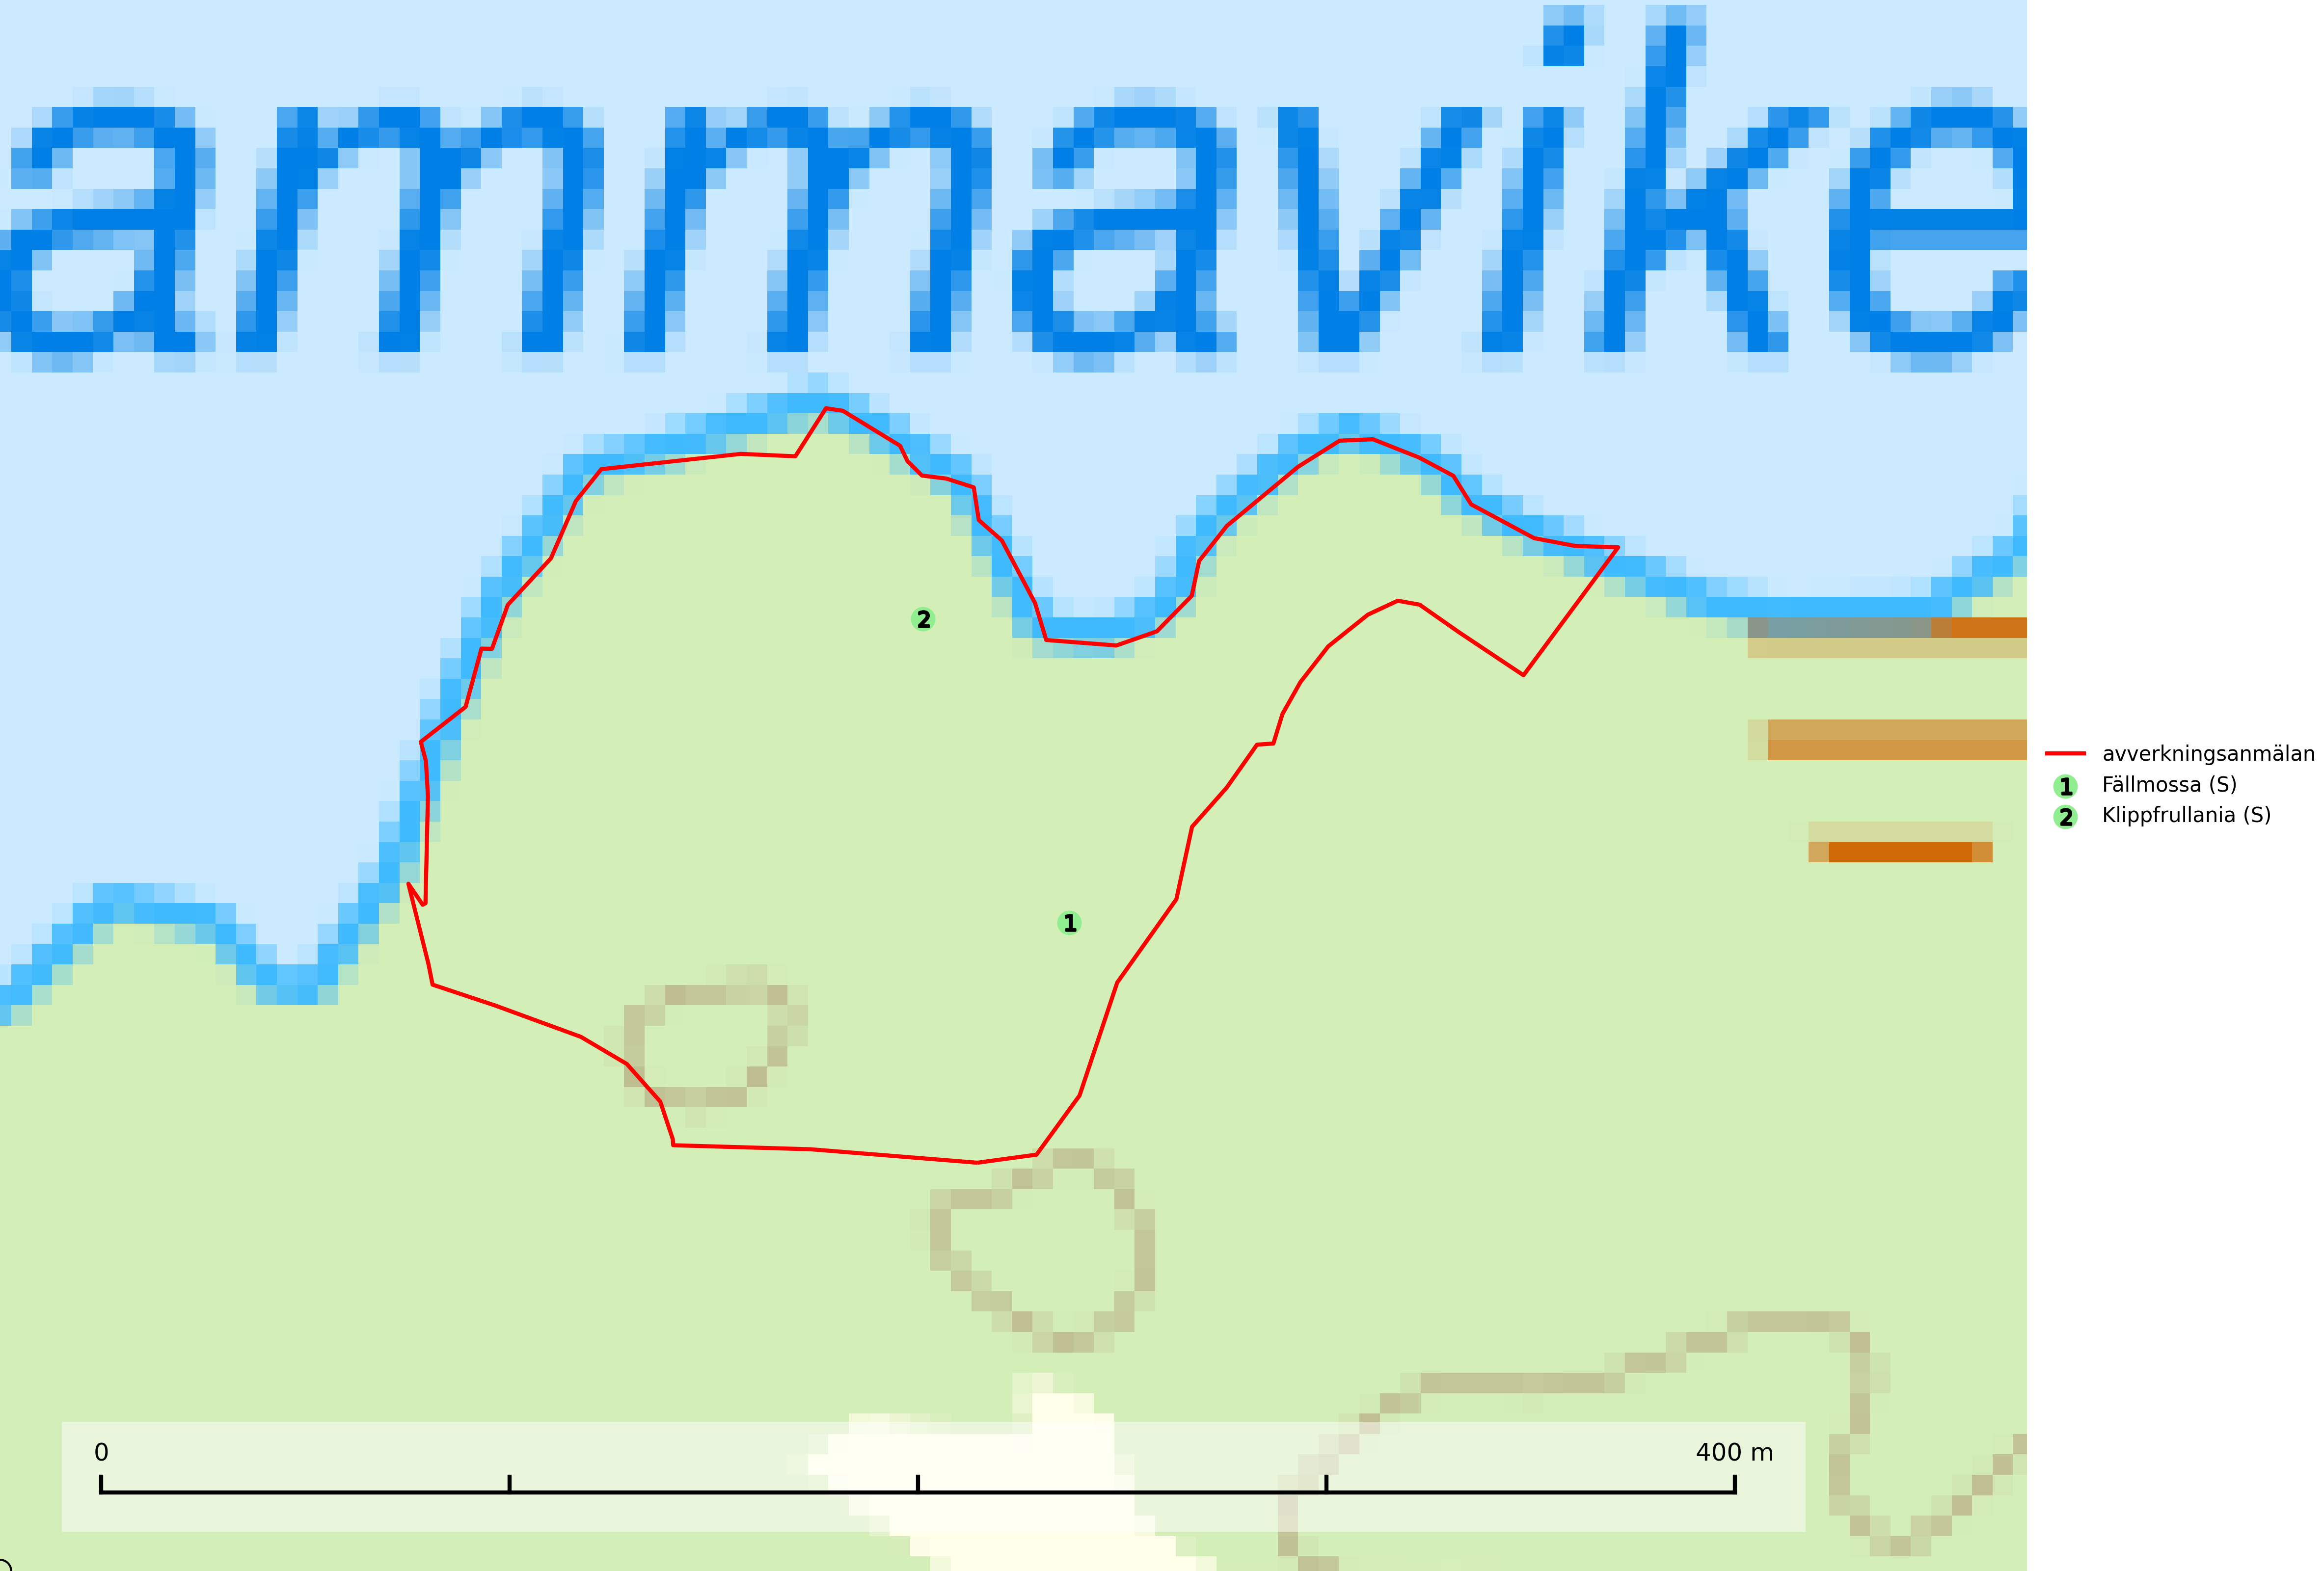 ammavike
avverkningsanmälan
1 Fällmossa (S)
2 Klippfrullania (S)
2
1
0 400 m